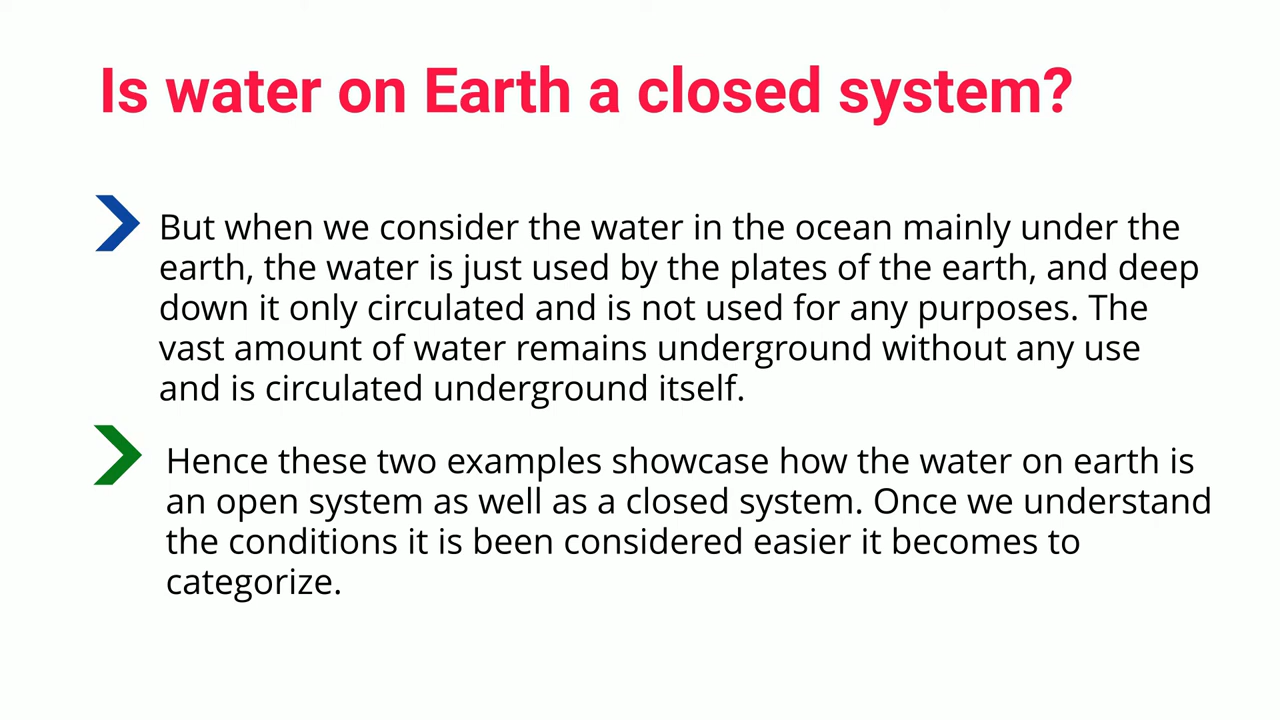 Is water on Earth a closed system?
But when we consider the water in the ocean mainly under the
earth, the water is just used by the plates of the earth, and deep
down it only circulated and is not used for any purposes. The
vast amount of water remains underground without any use
and is circulated underground itself.
Hence these two examples showcase how the water on earth is
an open system as well as a closed system. Once we understand
the conditions it is been considered easier it becomes to
categorize.